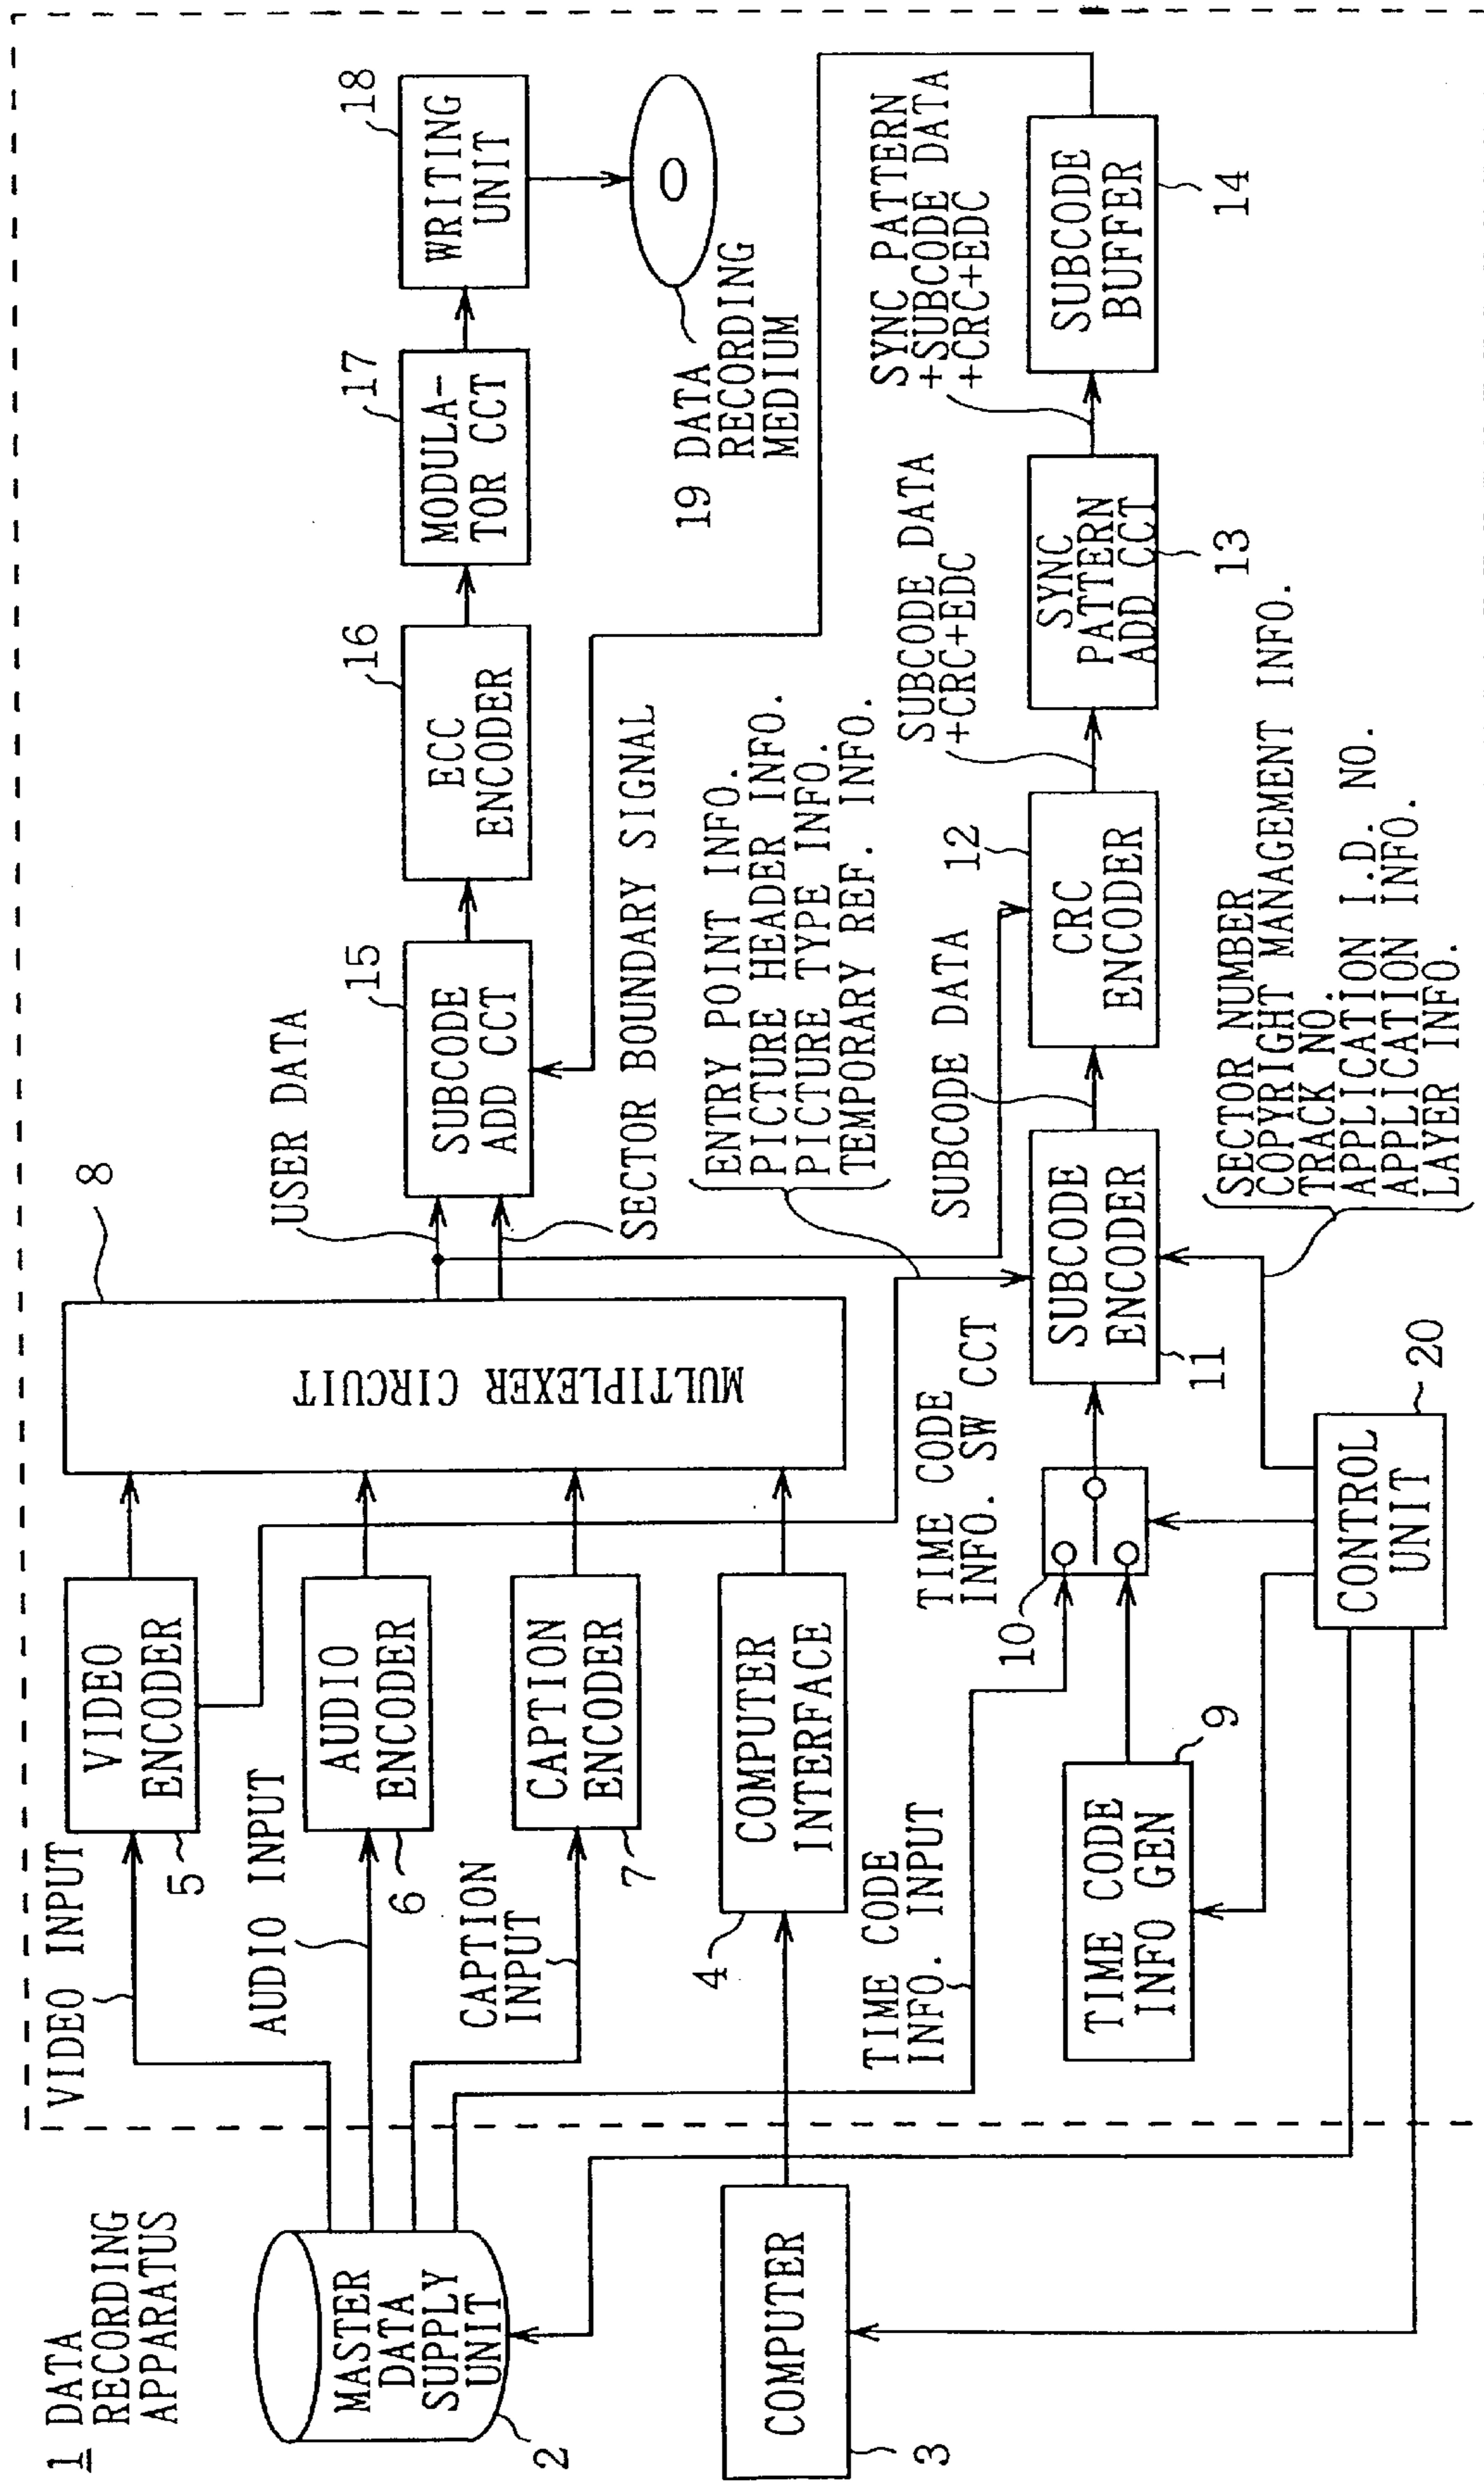 1 DATA
RECORDING
APPARATUS
MASTER
DATA
SUPPLY
UNIT
2
COMPUTER
3
VIDEO INPUT
AUDIO INPUT
CAPTION
INPUT
TIME CODE
INFO. INPUT
VIDEO
ENCODER
5
AUDIO
ENCODER
6
CAPTION
ENCODER
7
COMPUTER
INTERFACE
4
TIME CODE
INFO GEN
9
10
TIME CODE
INFO. SW CCT
CONTROL
UNIT
20
MULTIPLEXER CIRCUIT
8
USER DATA
SECTOR BOUNDARY SIGNAL
SUBCODE
ADD CCT
15
ECC
ENCODER
16
MODULA-
TOR CCT
17
WRITING
UNIT
18
19 DATA
RECORDING
MEDIUM
ENTRY POINT INFO.
PICTURE HEADER INFO.
PICTURE TYPE INFO.
TEMPORARY REF. INFO.
SUBCODE
ENCODER
11
SUBCODE DATA
CRC
ENCODER
12
SUBCODE DATA
+CRC+EDC
SYNC
PATTERN
ADD CCT
13
SYNC PATTERN
+SUBCODE DATA
+CRC+EDC
SUBCODE
BUFFER
14
SECTOR NUMBER
COPYRIGHT MANAGEMENT INFO.
TRACK NO.
APPLICATION I.D. NO.
APPLICATION INFO.
LAYER INFO.